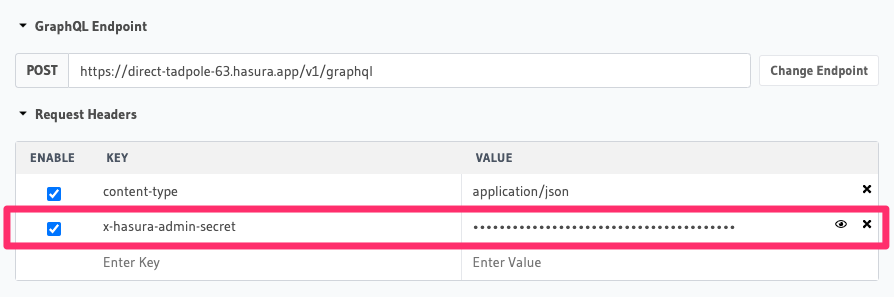 GraphQL Endpoint
POST https://direct-tadpole-63.hasura.app/v1/graphql Change Endpoint
Request Headers
ENABLE KEY VALUE
content-type application/json
x-hasura-admin-secret ••••••••••••••••••••••••••••••••••••••••
Enter Key Enter Value